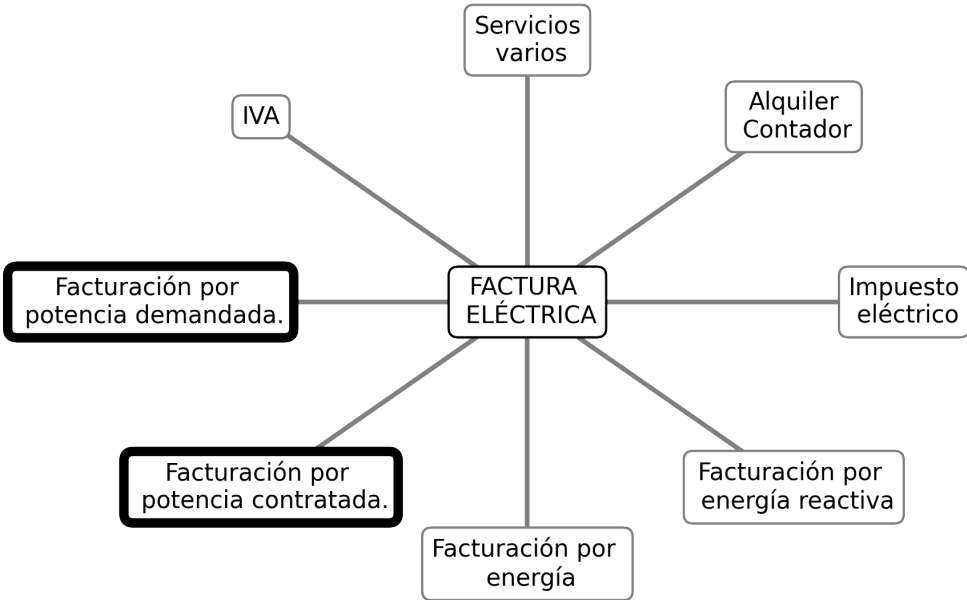 Servicios
varios
IVA
Alquiler
Contador
Facturación por
potencia demandada.
FACTURA
ELÉCTRICA
Impuesto
eléctrico
Facturación por
potencia contratada.
Facturación por
energía reactiva
Facturación por
energía